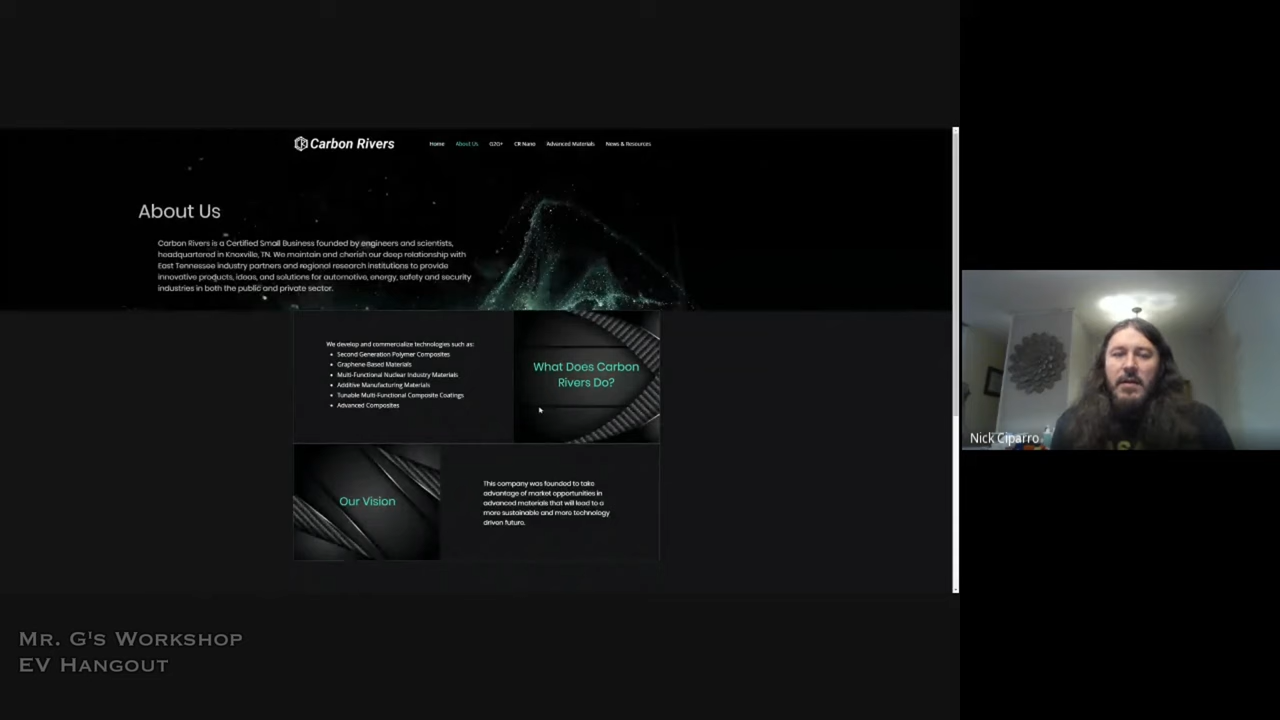 Carbon Rivers
Home About Us G2G+ CR Nano Advanced Materials News & Resources
About Us
Carbon Rivers is a Certified Small Business founded by engineers and scientists,
headquartered in Knoxville, TN. We maintain and cherish our deep relationship with
East Tennessee industry partners and regional research institutions to provide
innovative products, ideas, and solutions for automotive, energy, safety and security
industries in both the public and private sector.
We develop and commercialize technologies such as:
Second Generation Polymer Composites
Graphene-Based Materials
Multi-Functional Nuclear Industry Materials
Additive Manufacturing Materials
Tunable Multi-Functional Composite Coatings
Advanced Composites
What Does Carbon
Rivers Do?
Our Vision
This company was founded to take
advantage of market opportunities in
advanced materials that will lead to a
more sustainable and more technology
driven future.
Nick Ciparro
Mr. G's Workshop
EV Hangout